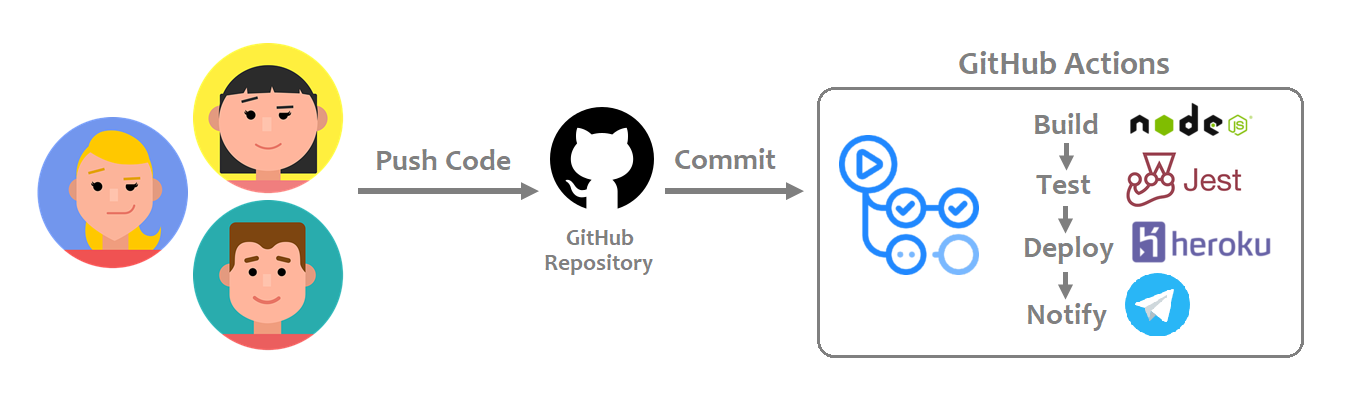 GitHub Actions
Push Code
Commit
GitHub
Repository
Build
node
JS
Test
Jest
Deploy
heroku
Notify